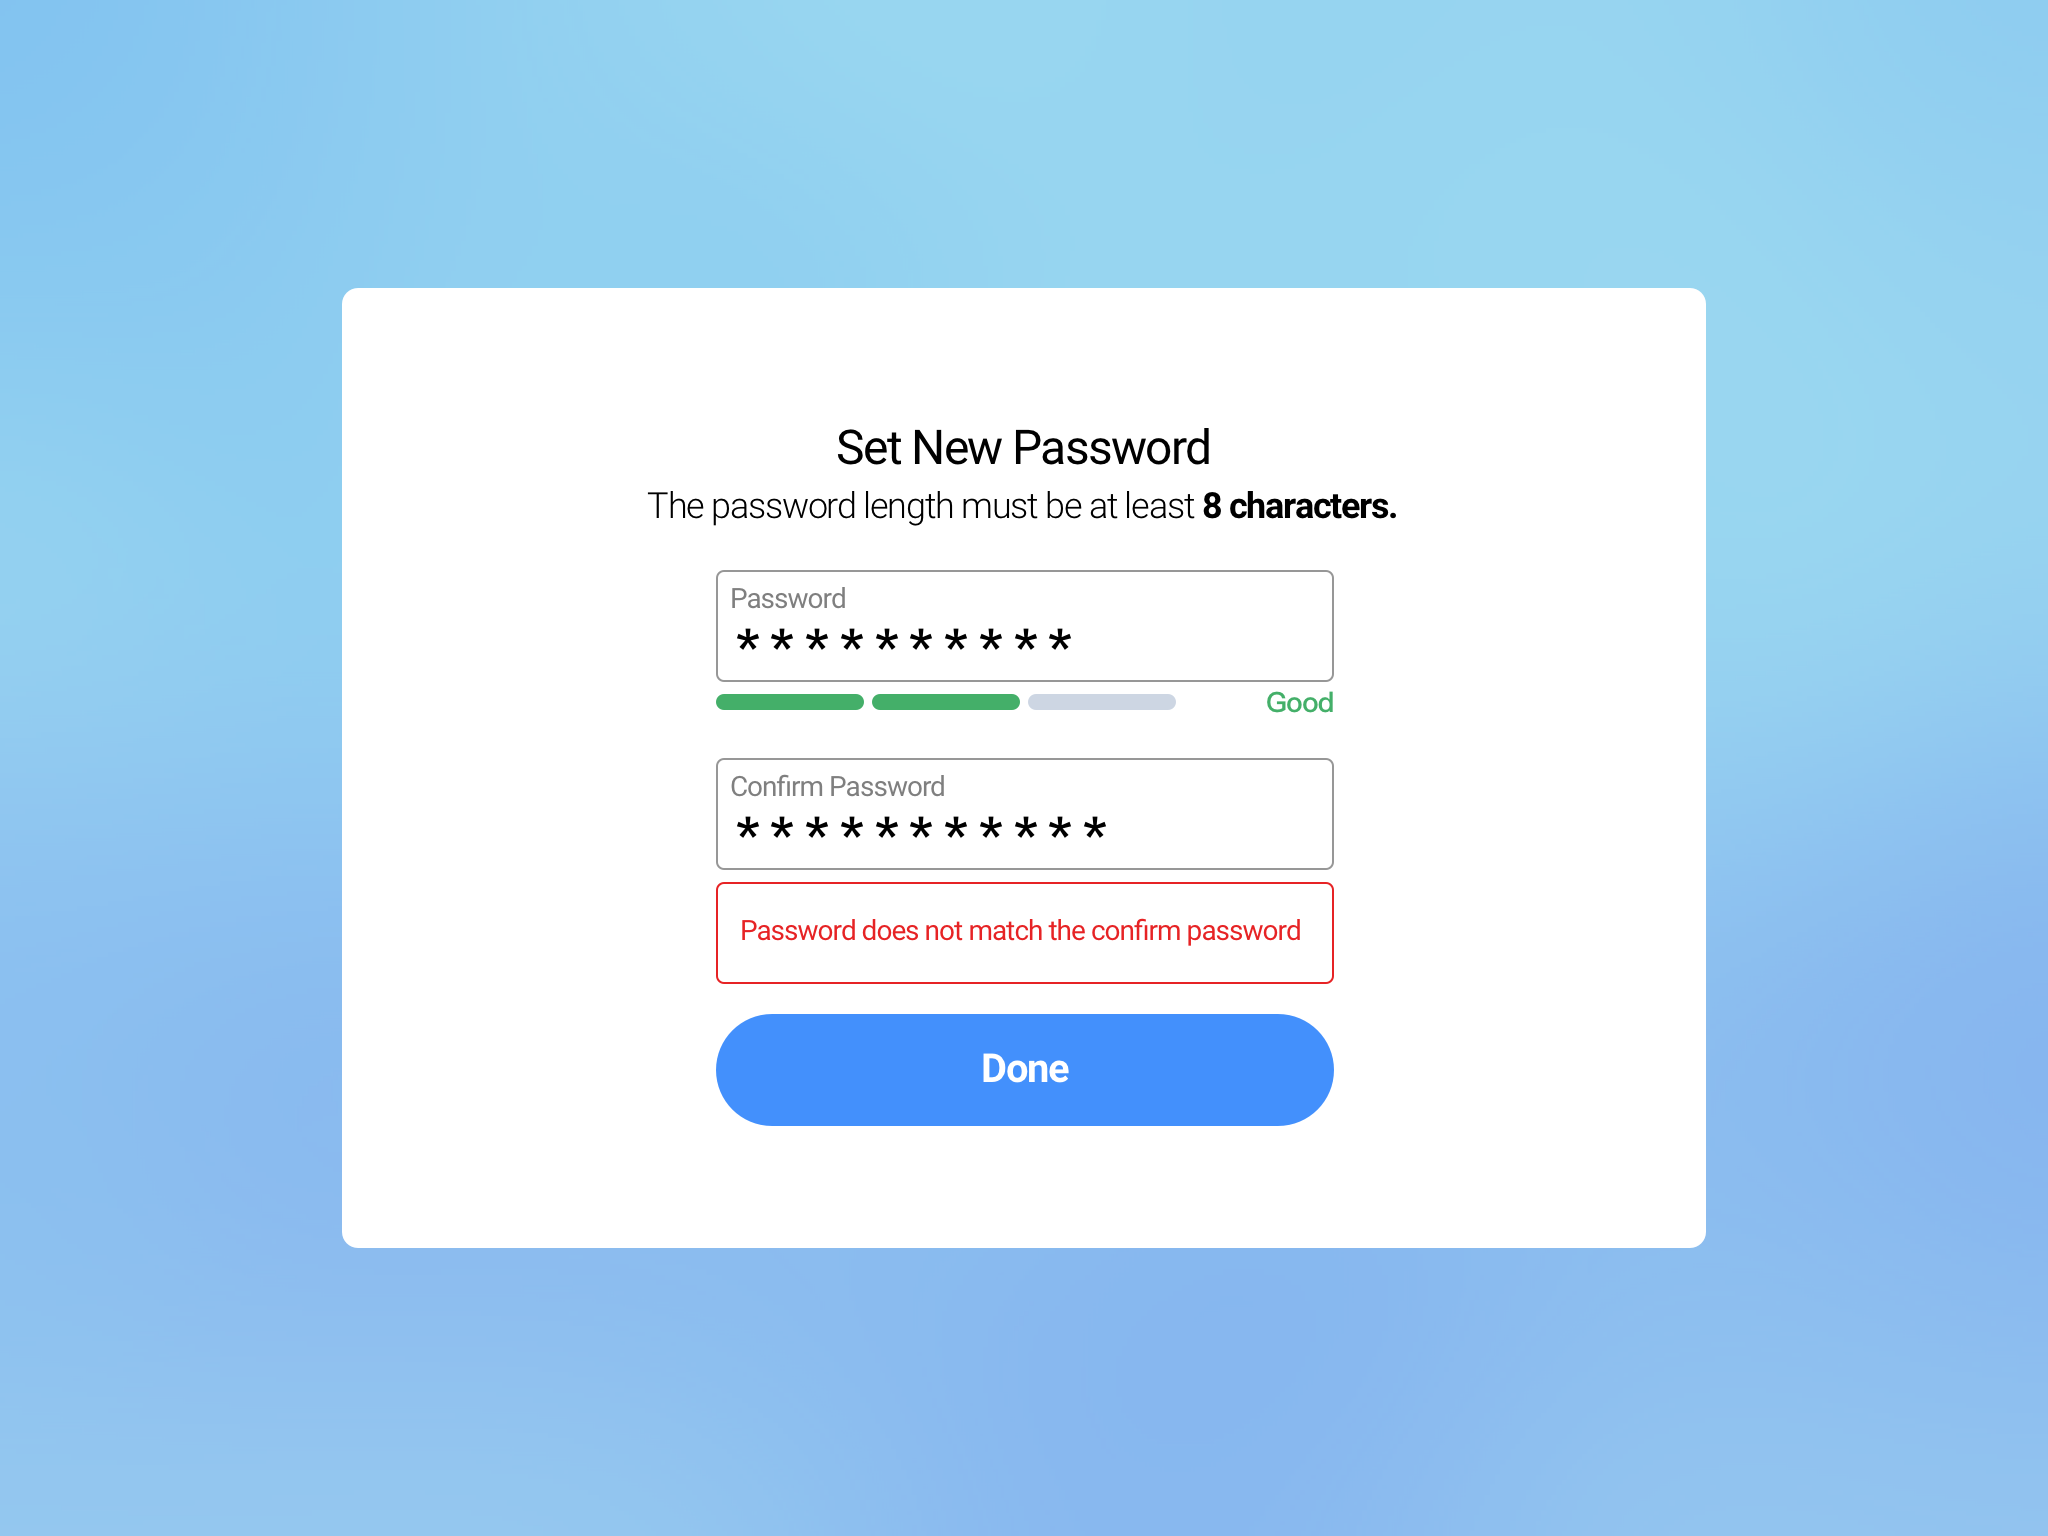 Set New Password
The password length must be at least 8 characters.
Password
* * * * * * * * * *
Good
Confirm Password
* * * * * * * * * * *
Password does not match the confirm password
Done